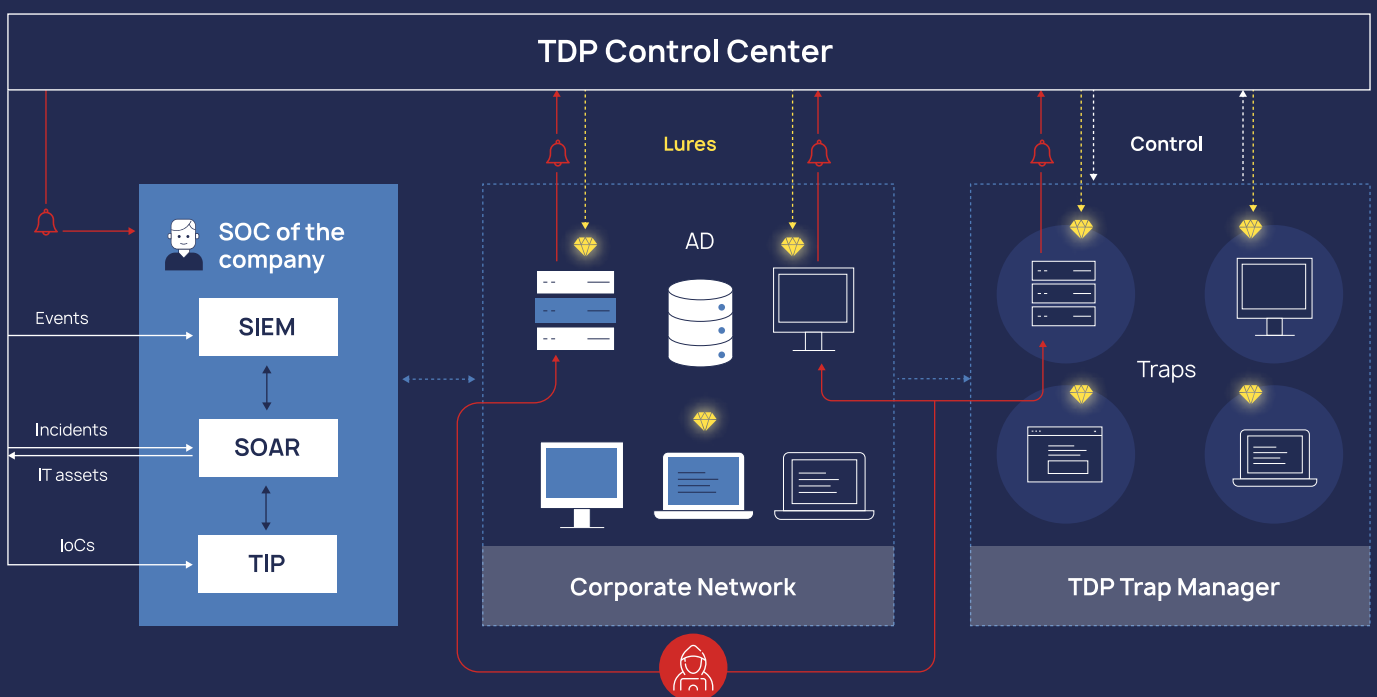 TDP Control Center
Lures
Control
SOC of the
company
AD
Events
SIEM
Traps
Incidents
SOAR
IT assets
IoCs
TIP
Corporate Network
TDP Trap Manager